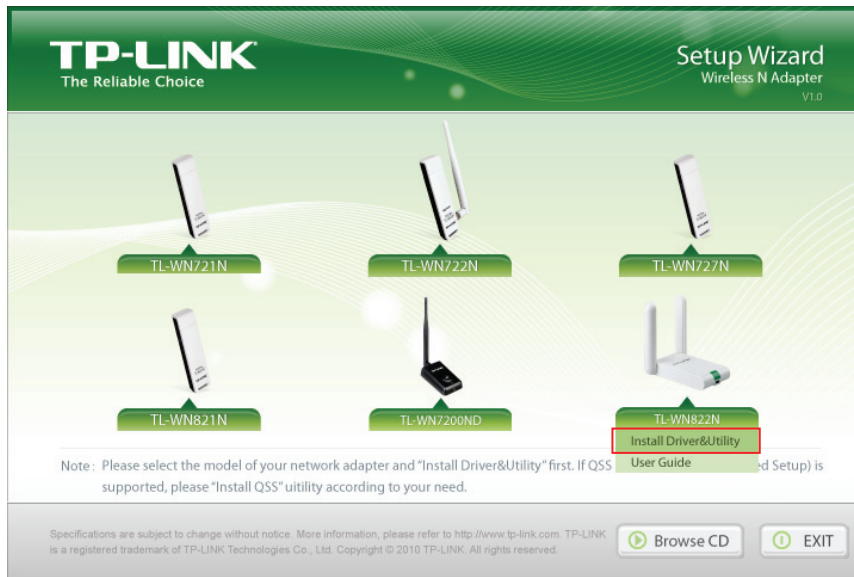 TP-LINK
The Reliable Choice
Setup Wizard
Wireless N Adapter
V1.0
TL-WN721N
TL-WN722N
TL-WN727N
TL-WN821N
TL-WN7200ND
TL-WN822N
Install Driver&Utility
User Guide
Note : Please select the model of your network adapter and “Install Driver&Utility” first. If QSS ed Setup) is
supported, please “Install QSS” uitility according to your need.
Specifications are subject to change without notice. More information, please refer to http://www.tp-link.com. TP-LINK
is a registered trademark of TP-LINK Technologies Co., Ltd. Copyright © 2010 TP-LINK. All rights reserved.
Browse CD
EXIT